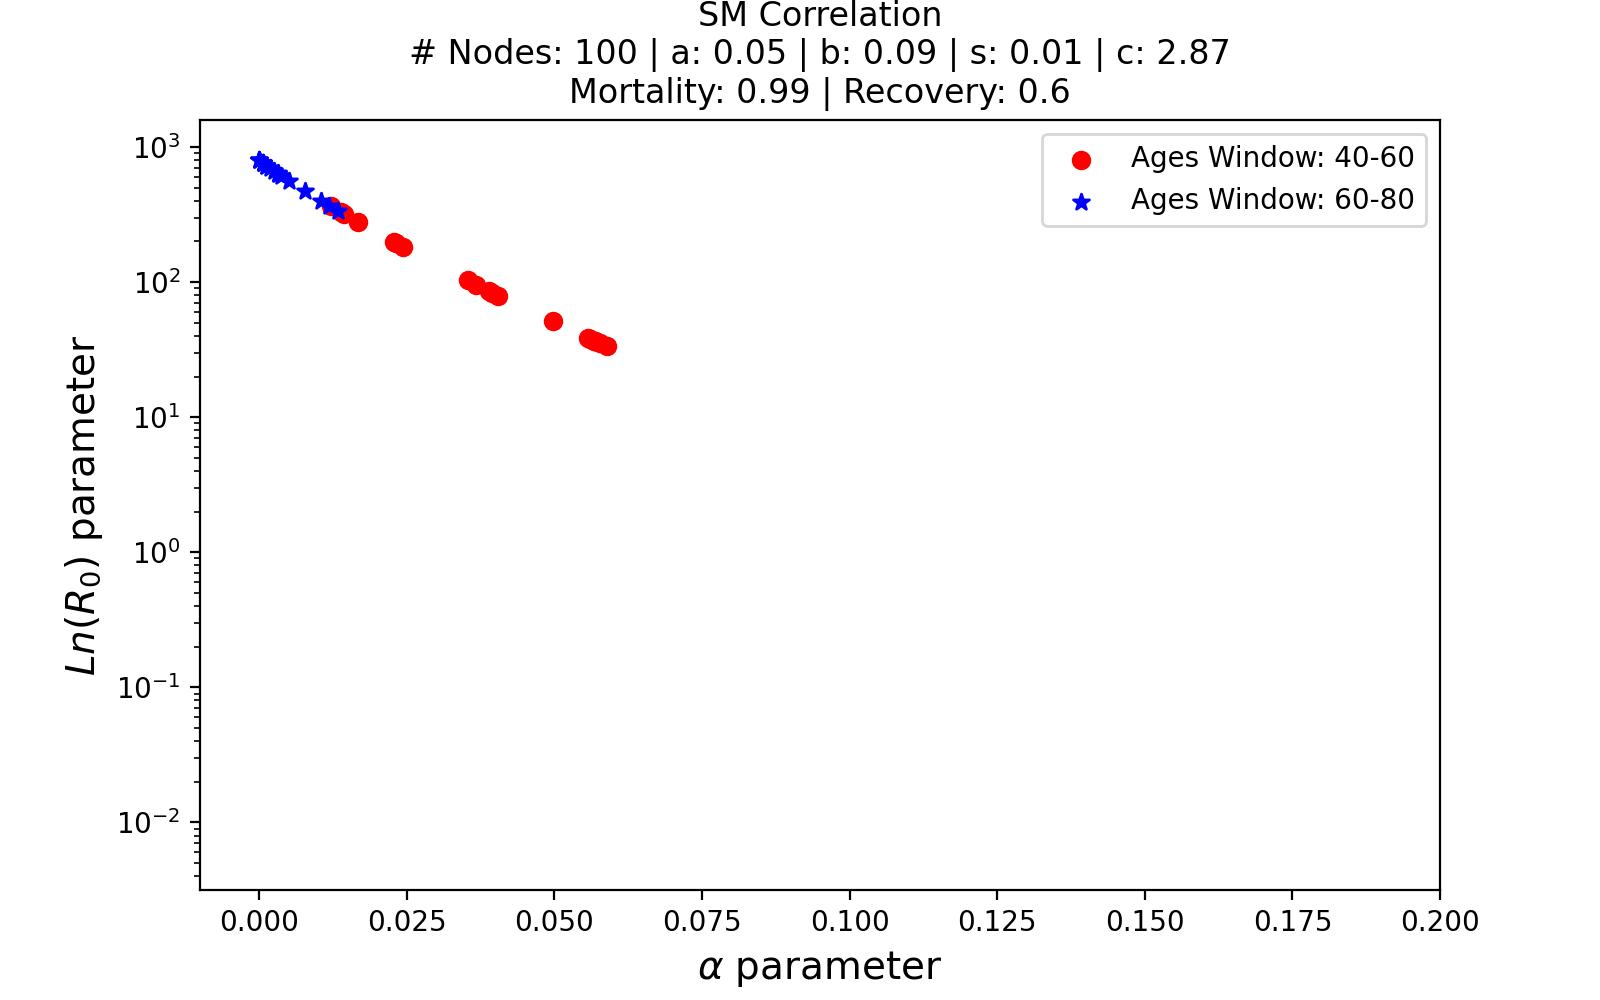 SM Correlation
# Nodes: 100 | a: 0.05 | b: 0.09 | s: 0.01 | c: 2.87
Mortality: 0.99 | Recovery: 0.6
Ages Window: 40-60
Ages Window: 60-80
10³
10²
10¹
10⁰
10⁻¹
10⁻²
Ln(R₀) parameter
0.000 0.025 0.050 0.075 0.100 0.125 0.150 0.175 0.200
α parameter